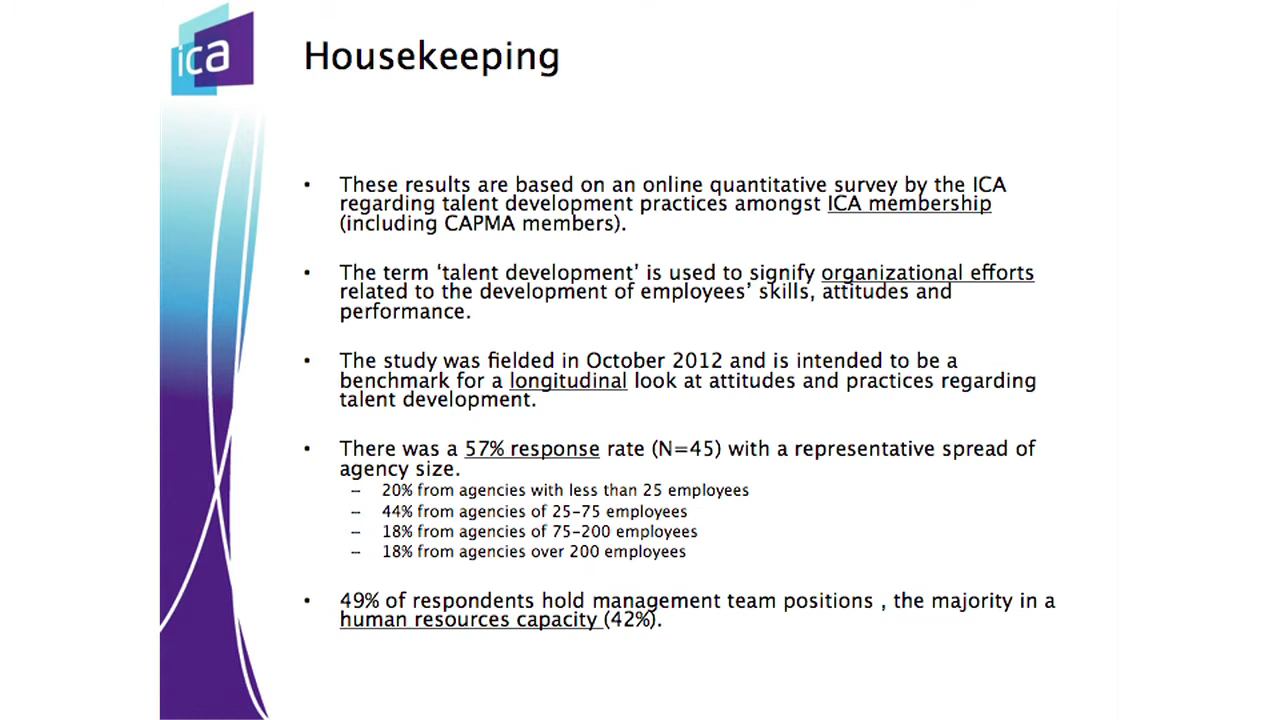 ica
Housekeeping
• These results are based on an online quantitative survey by the ICA
regarding talent development practices amongst ICA membership
(including CAPMA members).
• The term ‘talent development’ is used to signify organizational efforts
related to the development of employees’ skills, attitudes and
performance.
• The study was fielded in October 2012 and is intended to be a
benchmark for a longitudinal look at attitudes and practices regarding
talent development.
• There was a 57% response rate (N=45) with a representative spread of
agency size.
– 20% from agencies with less than 25 employees
– 44% from agencies of 25–75 employees
– 18% from agencies of 75–200 employees
– 18% from agencies over 200 employees
• 49% of respondents hold management team positions , the majority in a
human resources capacity (42%).